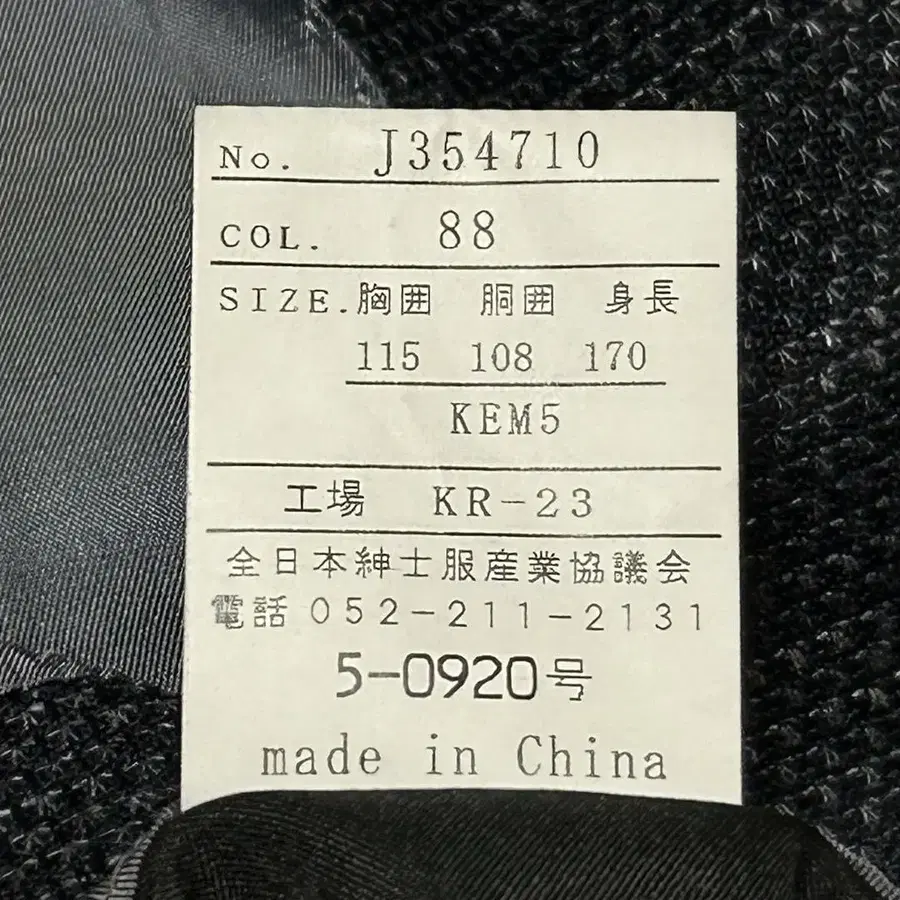 No. J354710
COL. 88
SIZE. 胸囲 胴囲 身長
115 108 170
KEM5
工場 KR-23
全日本紳士服産業協議会
電話 052-211-2131
5-0920号
made in China